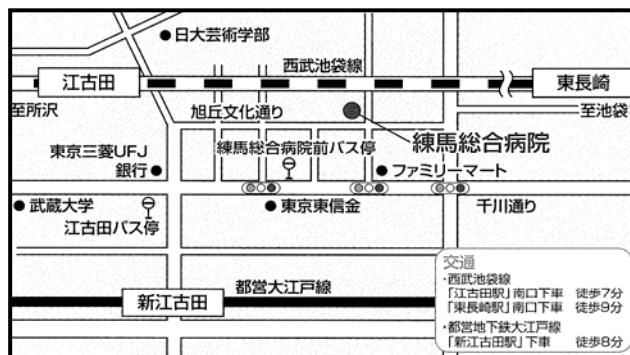 日大芸術学部
西武池袋線
江古田
東長崎
至所沢
旭丘文化通り
至池袋
練馬総合病院
東京三菱UFJ
銀行
練馬総合病院前バス停
ファミリーマート
武蔵大学
江古田バス停
東京東信金
千川通り
都営大江戸線
新江古田
交通
・西武池袋線
「江古田駅」南口下車 徒歩7分
「東長崎駅」南口下車 徒歩9分
・都営地下鉄大江戸線
「新江古田駅」下車 徒歩8分